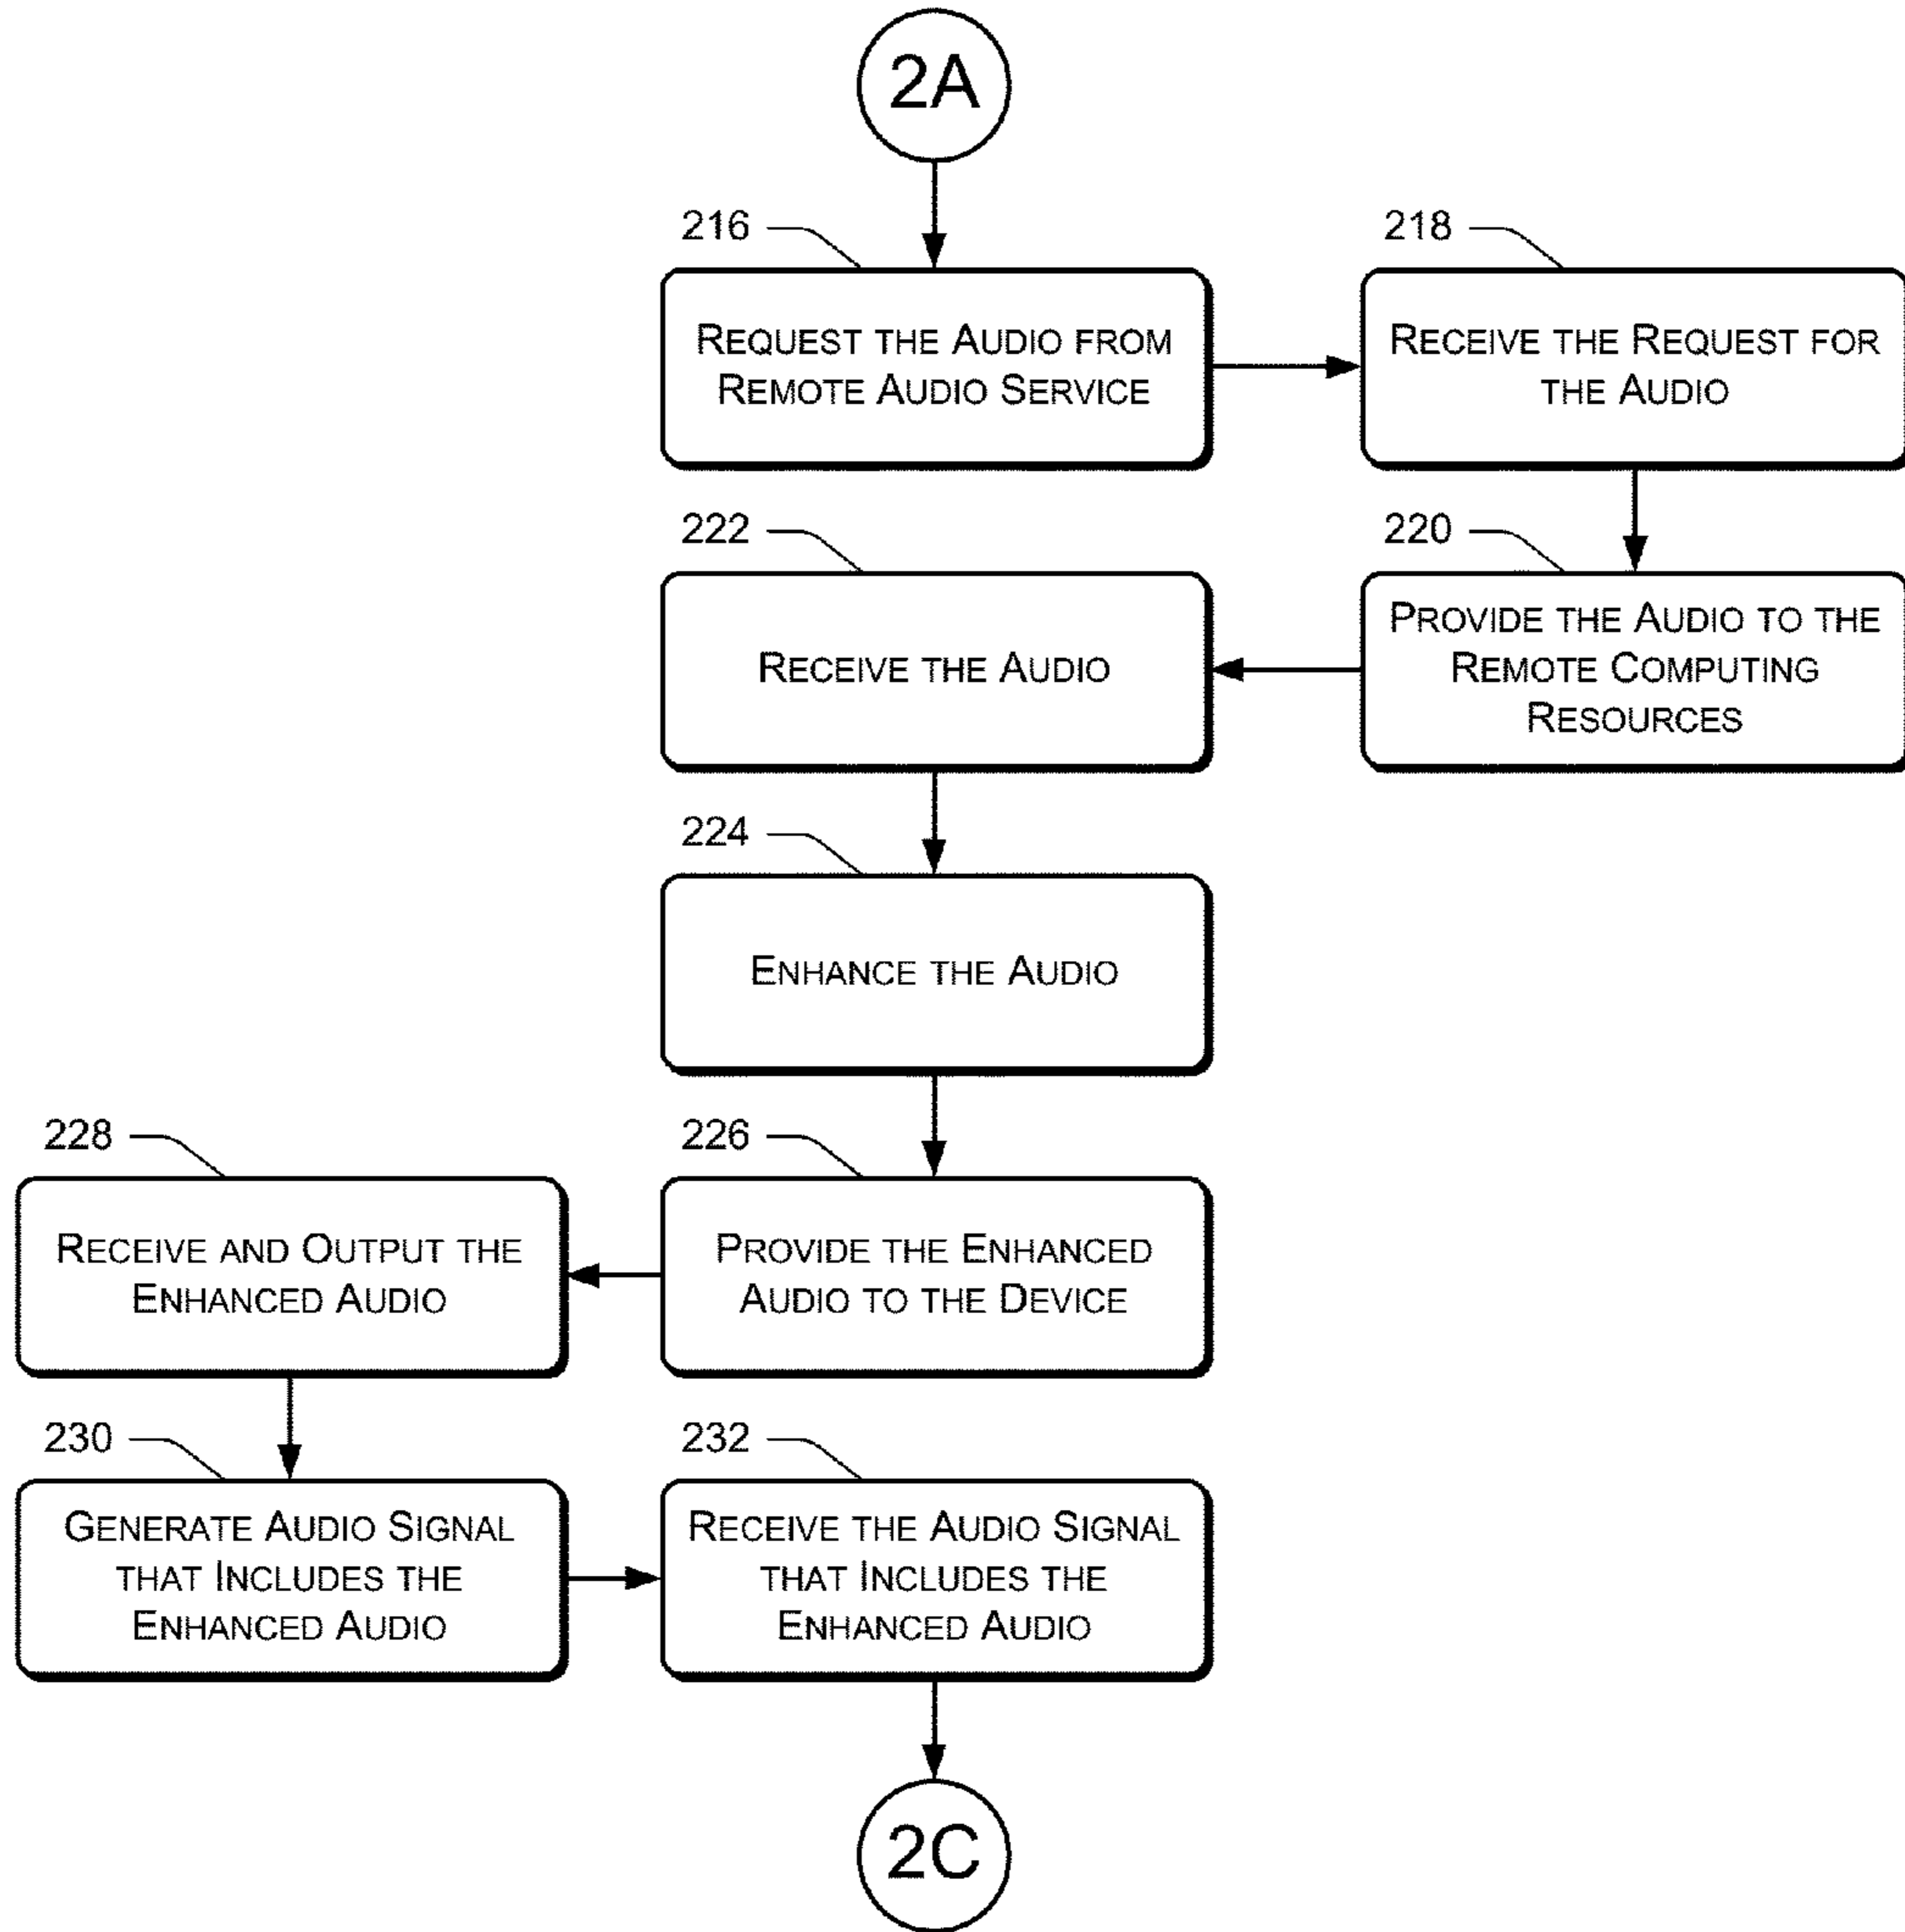 2A
216
REQUEST THE AUDIO FROM
REMOTE AUDIO SERVICE
218
RECEIVE THE REQUEST FOR
THE AUDIO
222
RECEIVE THE AUDIO
220
PROVIDE THE AUDIO TO THE
REMOTE COMPUTING
RESOURCES
224
ENHANCE THE AUDIO
228
RECEIVE AND OUTPUT THE
ENHANCED AUDIO
226
PROVIDE THE ENHANCED
AUDIO TO THE DEVICE
230
GENERATE AUDIO SIGNAL
THAT INCLUDES THE
ENHANCED AUDIO
232
RECEIVE THE AUDIO SIGNAL
THAT INCLUDES THE
ENHANCED AUDIO
2C